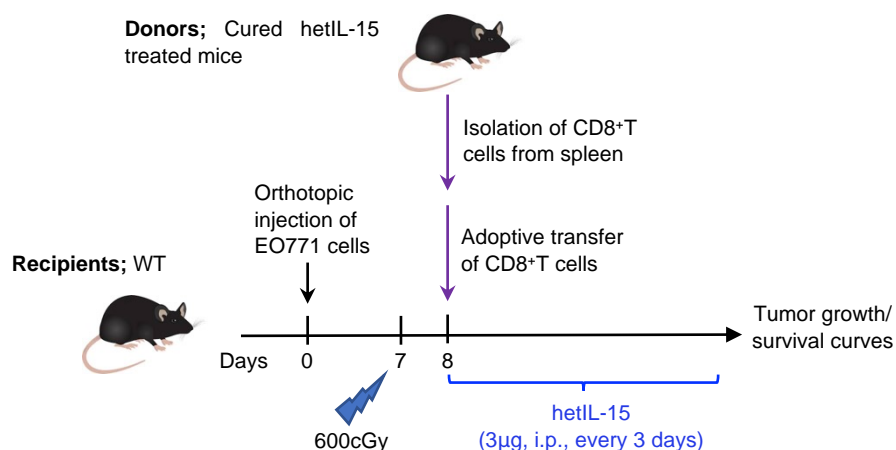 Donors; Cured hetIL-15
treated mice
Isolation of CD8⁺T
cells from spleen
Orthotopic
injection of
EO771 cells
Adoptive transfer
of CD8⁺T cells
Recipients; WT
Tumor growth/
survival curves
Days 0 7 8
600cGy
hetIL-15
(3µg, i.p., every 3 days)